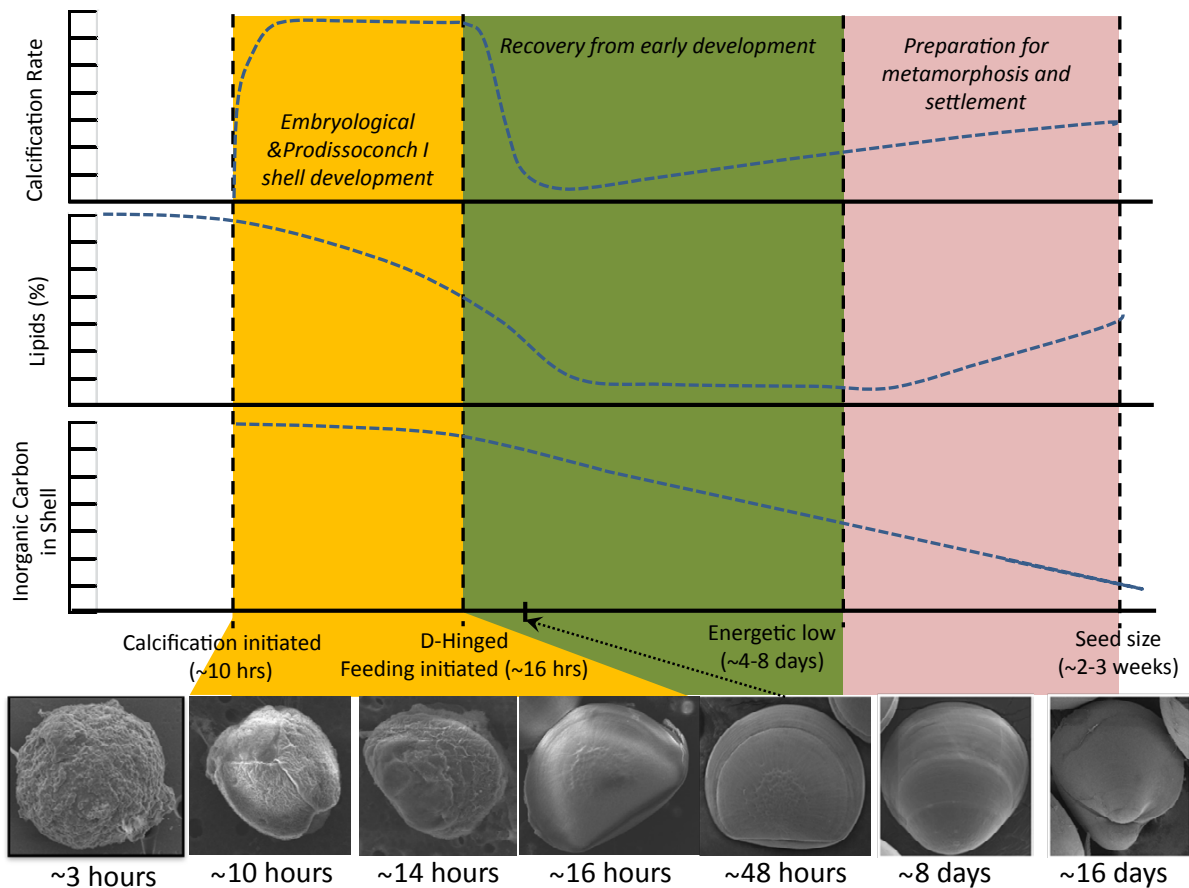 Calcification Rate
Embryological
&Prodissoconch I
shell development
Recovery from early development
Preparation for
metamorphosis and
settlement
Lipids (%)
Inorganic Carbon
in Shell
Calcification initiated
(~10 hrs)
D-Hinged
Feeding initiated (~16 hrs)
Energetic low
(~4-8 days)
Seed size
(~2-3 weeks)
~3 hours
~10 hours
~14 hours
~16 hours
~48 hours
~8 days
~16 days